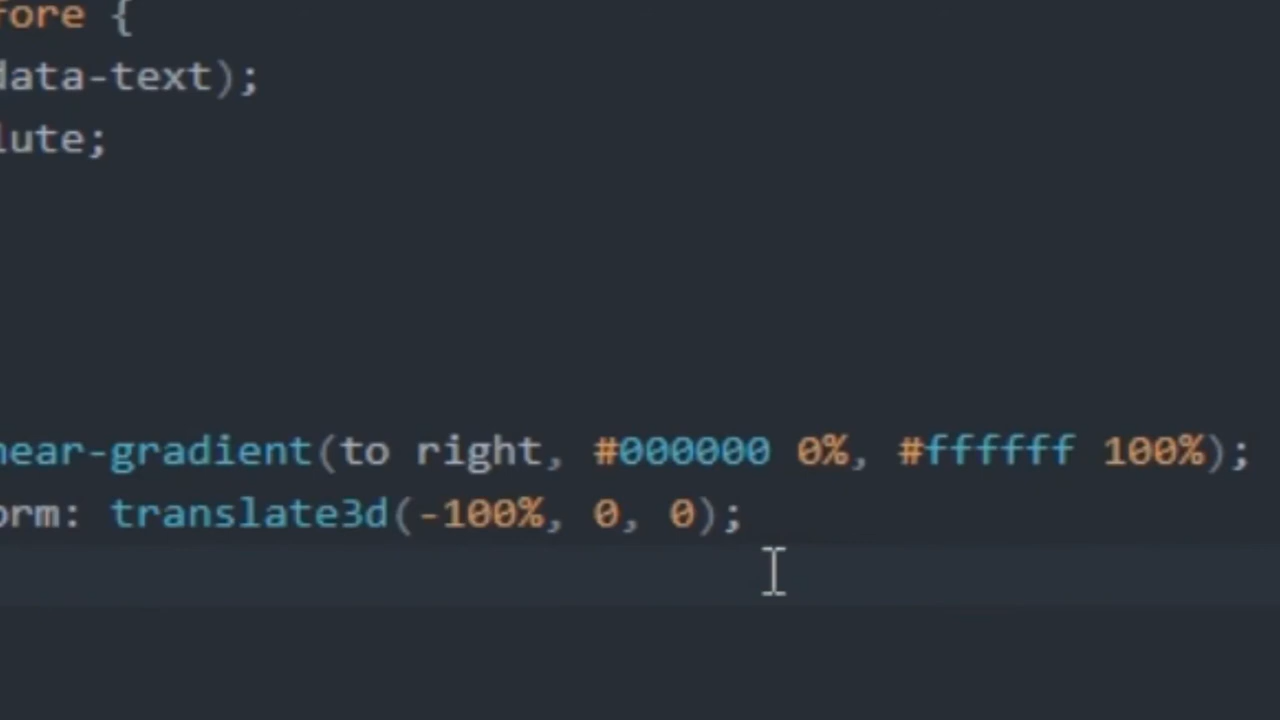 fore {
data-text);
lute;
near-gradient(to right, #000000 0%, #ffffff 100%);
orm: translate3d(-100%, 0, 0);